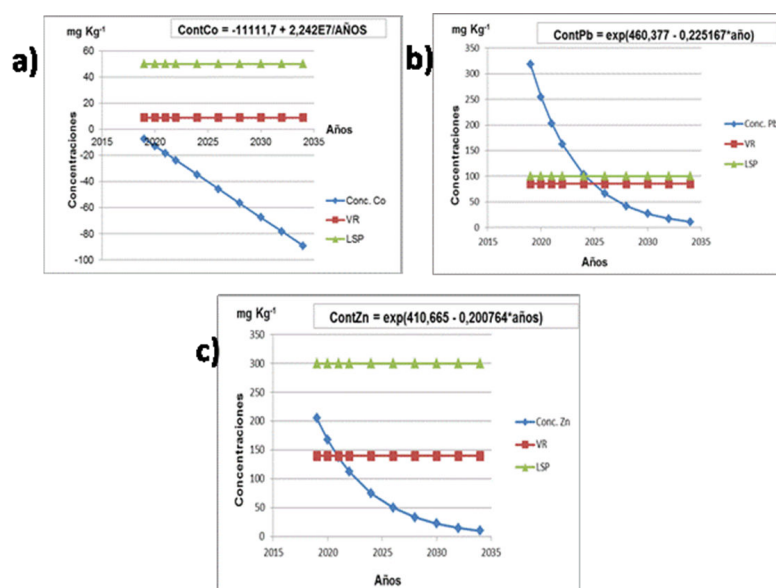 a)
mg Kg-1
ContCo = -11111,7 + 2,242E7/AÑOS
Concentraciones
60
40
20
0
-20
-40
-60
-80
-100
2015
2020
2025
2030
2035
Años
Conc. Co
VR
LSP
b)
mg Kg-1
ContPb = exp(460,377 - 0,225167*año)
Concentraciones
350
300
250
200
150
100
50
0
2015
2020
2025
2030
2035
Años
Conc. Pb
VR
LSP
c)
mg Kg-1
ContZn = exp(410,665 - 0,200764*años)
Concentraciones
350
300
250
200
150
100
50
0
2015
2020
2025
2030
2035
Años
Conc. Zn
VR
LSP